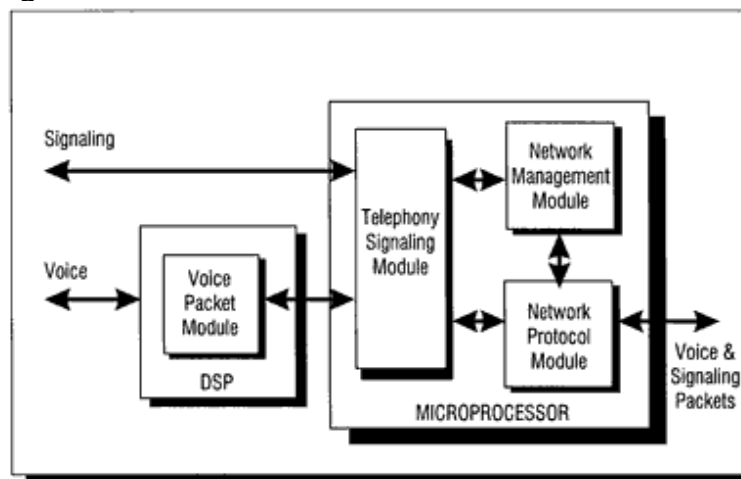 Signaling
Network
Management
Module
Telephony
Signaling
Module
Voice
Voice
Packet
Module
Network
Protocol
Module
DSP
Voice &
Signaling
Packets
MICROPROCESSOR